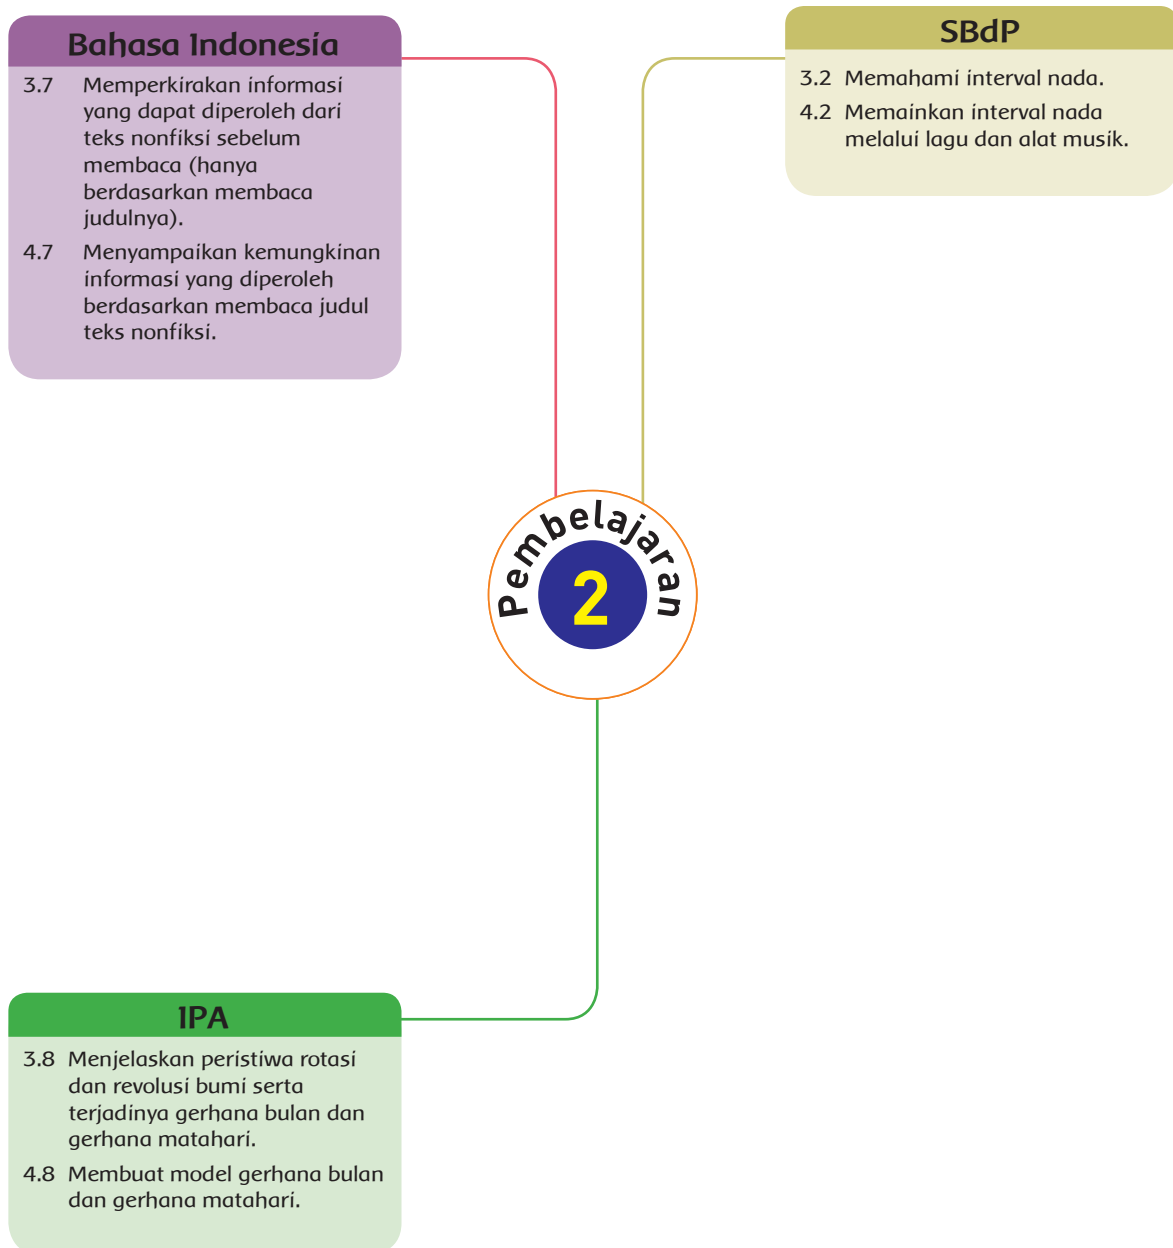 Bahasa Indonesia
3.7 Memperkirakan informasi
yang dapat diperoleh dari
teks nonfiksi sebelum
membaca (hanya
berdasarkan membaca
judulnya).
4.7 Menyampaikan kemungkinan
informasi yang diperoleh
berdasarkan membaca judul
teks nonfiksi.
SBdP
3.2 Memahami interval nada.
4.2 Memainkan interval nada
melalui lagu dan alat musik.
Pembelajaran
2
IPA
3.8 Menjelaskan peristiwa rotasi
dan revolusi bumi serta
terjadinya gerhana bulan dan
gerhana matahari.
4.8 Membuat model gerhana bulan
dan gerhana matahari.